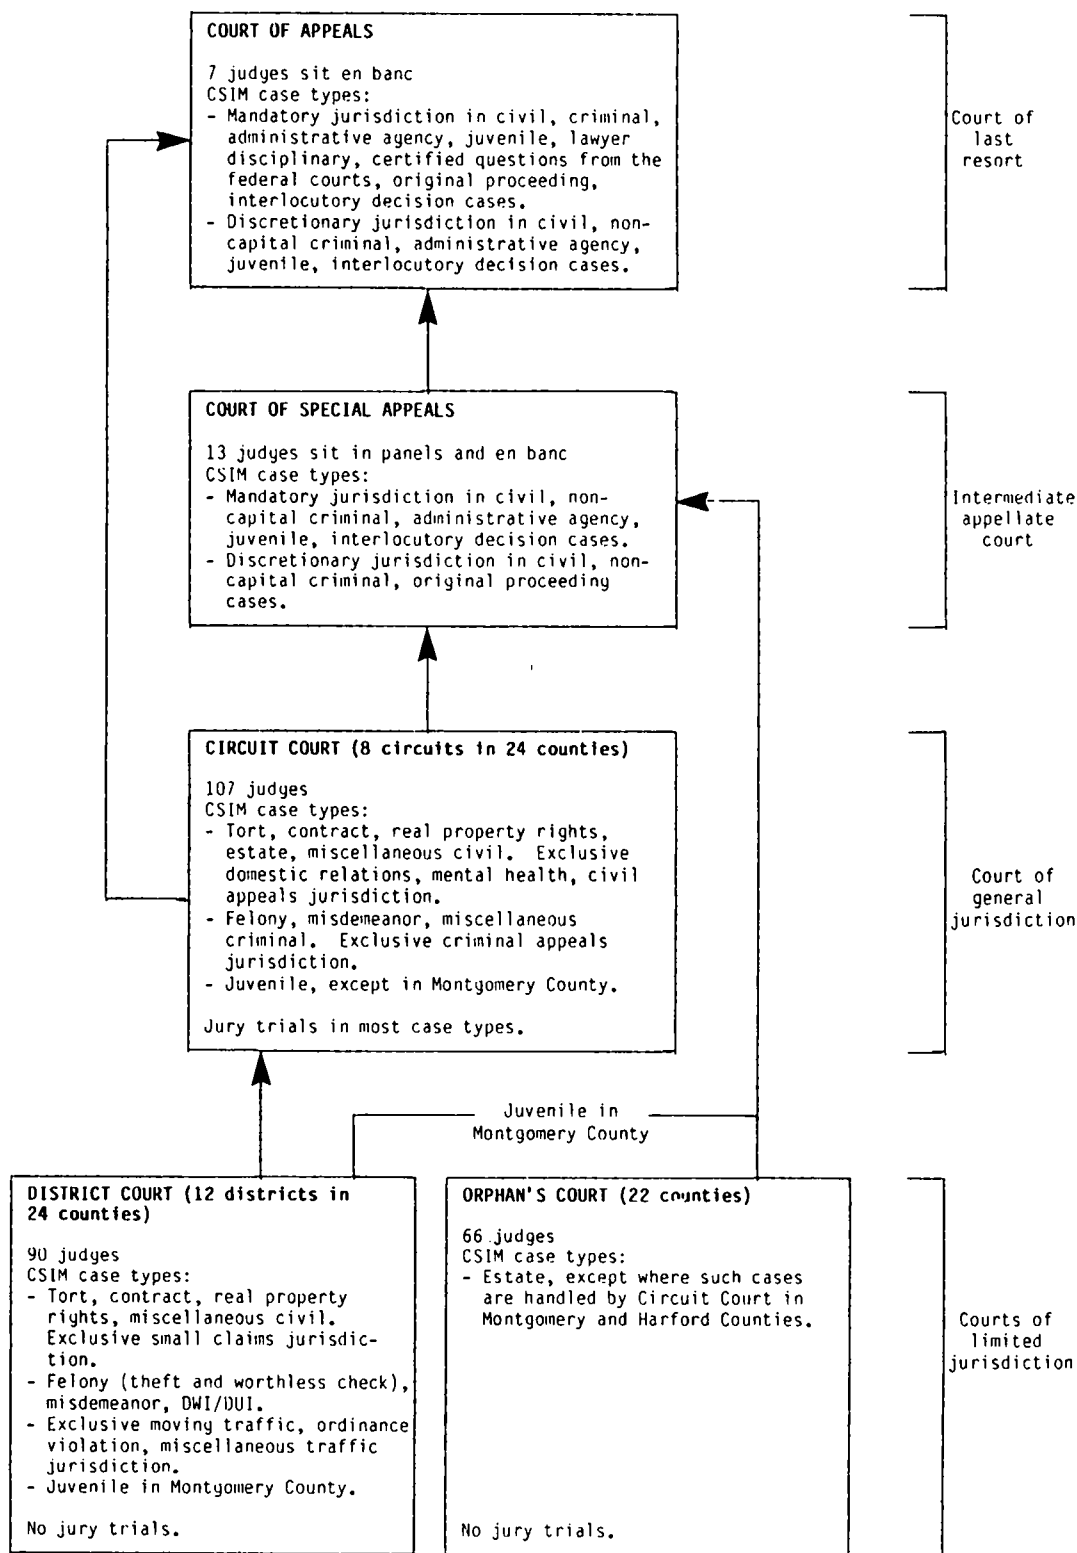 COURT OF APPEALS
7 judges sit en banc
CSIM case types:
- Mandatory jurisdiction in civil, criminal,
administrative agency, juvenile, lawyer
disciplinary, certified questions from the
federal courts, original proceeding,
interlocutory decision cases.
- Discretionary jurisdiction in civil, non-
capital criminal, administrative agency,
juvenile, interlocutory decision cases.
Court of
last
resort
COURT OF SPECIAL APPEALS
13 judges sit in panels and en banc
CSIM case types:
- Mandatory jurisdiction in civil, non-
capital criminal, administrative agency,
juvenile, interlocutory decision cases.
- Discretionary jurisdiction in civil, non-
capital criminal, original proceeding
cases.
Intermediate
appellate
court
CIRCUIT COURT (8 circuits in 24 counties)
107 judges
CSIM case types:
- Tort, contract, real property rights,
estate, miscellaneous civil. Exclusive
domestic relations, mental health, civil
appeals jurisdiction.
- Felony, misdemeanor, miscellaneous
criminal. Exclusive criminal appeals
jurisdiction.
- Juvenile, except in Montgomery County.
Jury trials in most case types.
Court of
general
jurisdiction
Juvenile in
Montgomery County
DISTRICT COURT (12 districts in
24 counties)
90 judges
CSIM case types:
- Tort, contract, real property
rights, miscellaneous civil.
Exclusive small claims jurisdic-
tion.
- Felony (theft and worthless check),
misdemeanor, DWI/DUI.
- Exclusive moving traffic, ordinance
violation, miscellaneous traffic
jurisdiction.
- Juvenile in Montgomery County.
No jury trials.
ORPHAN'S COURT (22 counties)
66 judges
CSIM case types:
- Estate, except where such cases
are handled by Circuit Court in
Montgomery and Harford Counties.
No jury trials.
Courts of
limited
jurisdiction